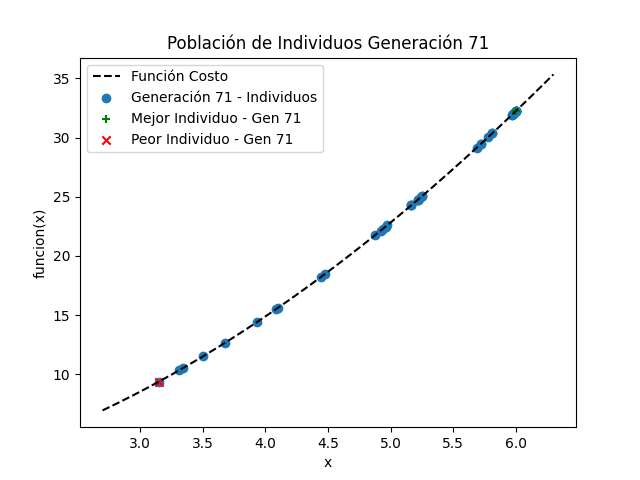 Población de Individuos Generación 71
Función Costo
Generación 71 - Individuos
Mejor Individuo - Gen 71
Peor Individuo - Gen 71
35
30
25
20
15
10
funcion(x)
3.0 3.5 4.0 4.5 5.0 5.5 6.0
x